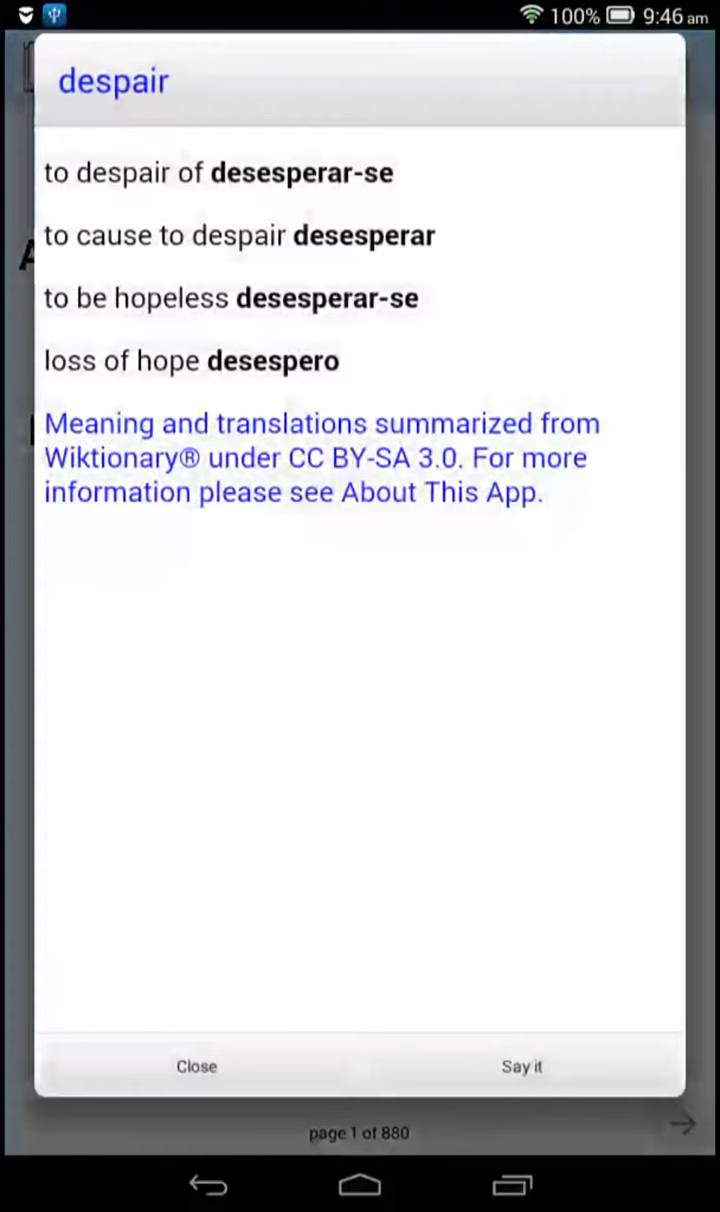 100% 9:46 am
despair
to despair of desesperar-se
to cause to despair desesperar
to be hopeless desesperar-se
loss of hope desespero
Meaning and translations summarized from
Wiktionary® under CC BY-SA 3.0. For more
information please see About This App.
Close Say it
page 1 of 880